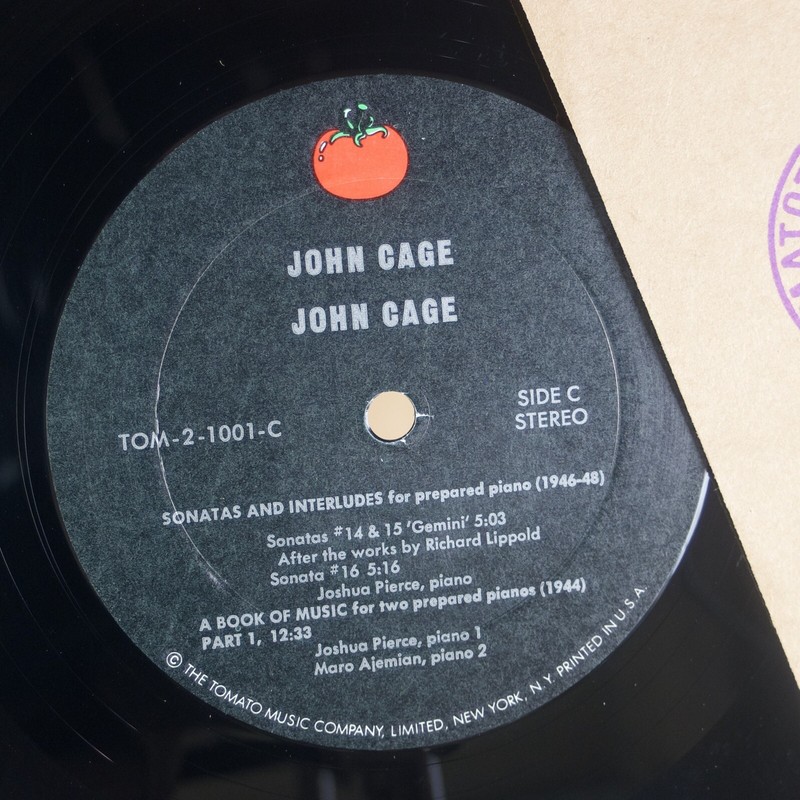 JOHN CAGE
JOHN CAGE
TOM-2-1001-C
SIDE C
STEREO
SONATAS AND INTERLUDES for prepared piano (1946-48)
Sonatas #14 & 15 'Gemini' 5:03
After the works by Richard Lippold
Sonata #16 5:16
Joshua Pierce, piano
A BOOK OF MUSIC for two prepared pianos (1944)
PART 1, 12:33
Joshua Pierce, piano 1
Maro Ajemian, piano 2
© THE TOMATO MUSIC COMPANY, LIMITED, NEW YORK, N.Y. PRINTED IN U.S.A.